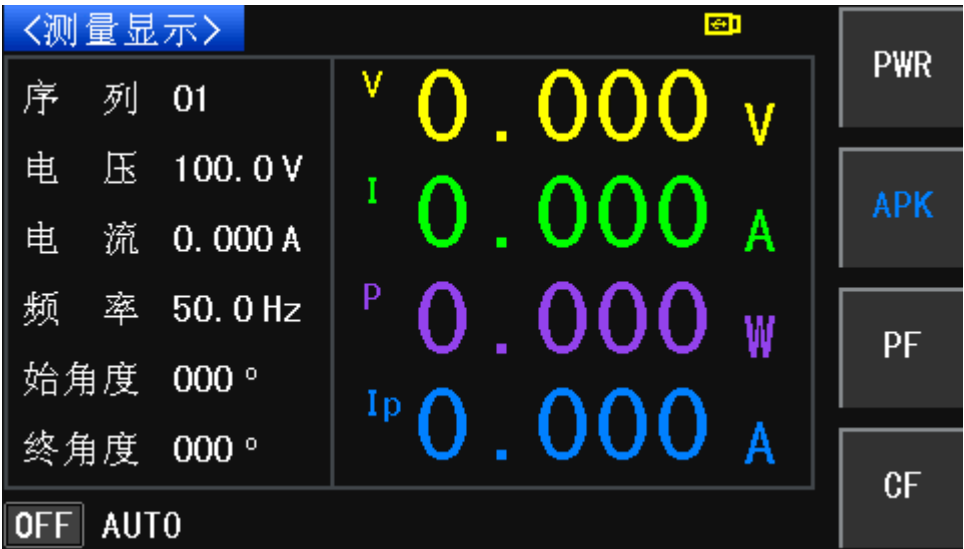 <测量显示>
序 列 01
电 压 100.0V
电 流 0.000A
频 率 50.0Hz
始角度 000°
终角度 000°
V 0.000 V
I 0.000 A
P 0.000 W
Ip 0.000 A
PWR
APK
PF
CF
OFF AUTO